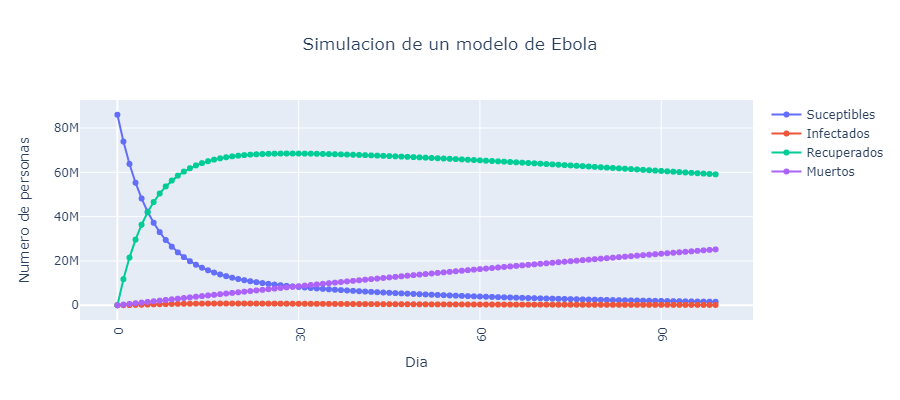 Simulacion de un modelo de Ebola
Numero de personas
80M
60M
40M
20M
0
0
30
60
90
Dia
Suceptibles
Infectados
Recuperados
Muertos